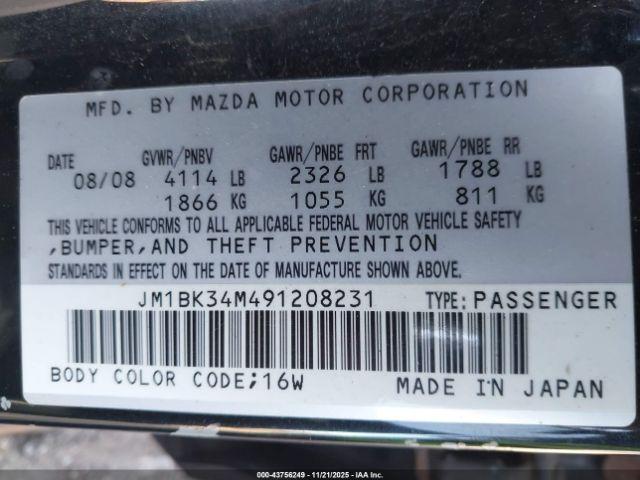 MFD. BY MAZDA MOTOR CORPORATION
DATE GVWR/PNBV GAWR/PNBE FRT GAWR/PNBE RR
08/08 4114 LB 2326 LB 1788 LB
1866 KG 1055 KG 811 KG
THIS VEHICLE CONFORMS TO ALL APPLICABLE FEDERAL MOTOR VEHICLE SAFETY
,BUMPER,AND THEFT PREVENTION
STANDARDS IN EFFECT ON THE DATE OF MANUFACTURE SHOWN ABOVE.
JM1BK34M491208231 TYPE: PASSENGER
BODY COLOR CODE;16W MADE IN JAPAN
000-43756249 - 11/21/2025 - IAA, Inc.